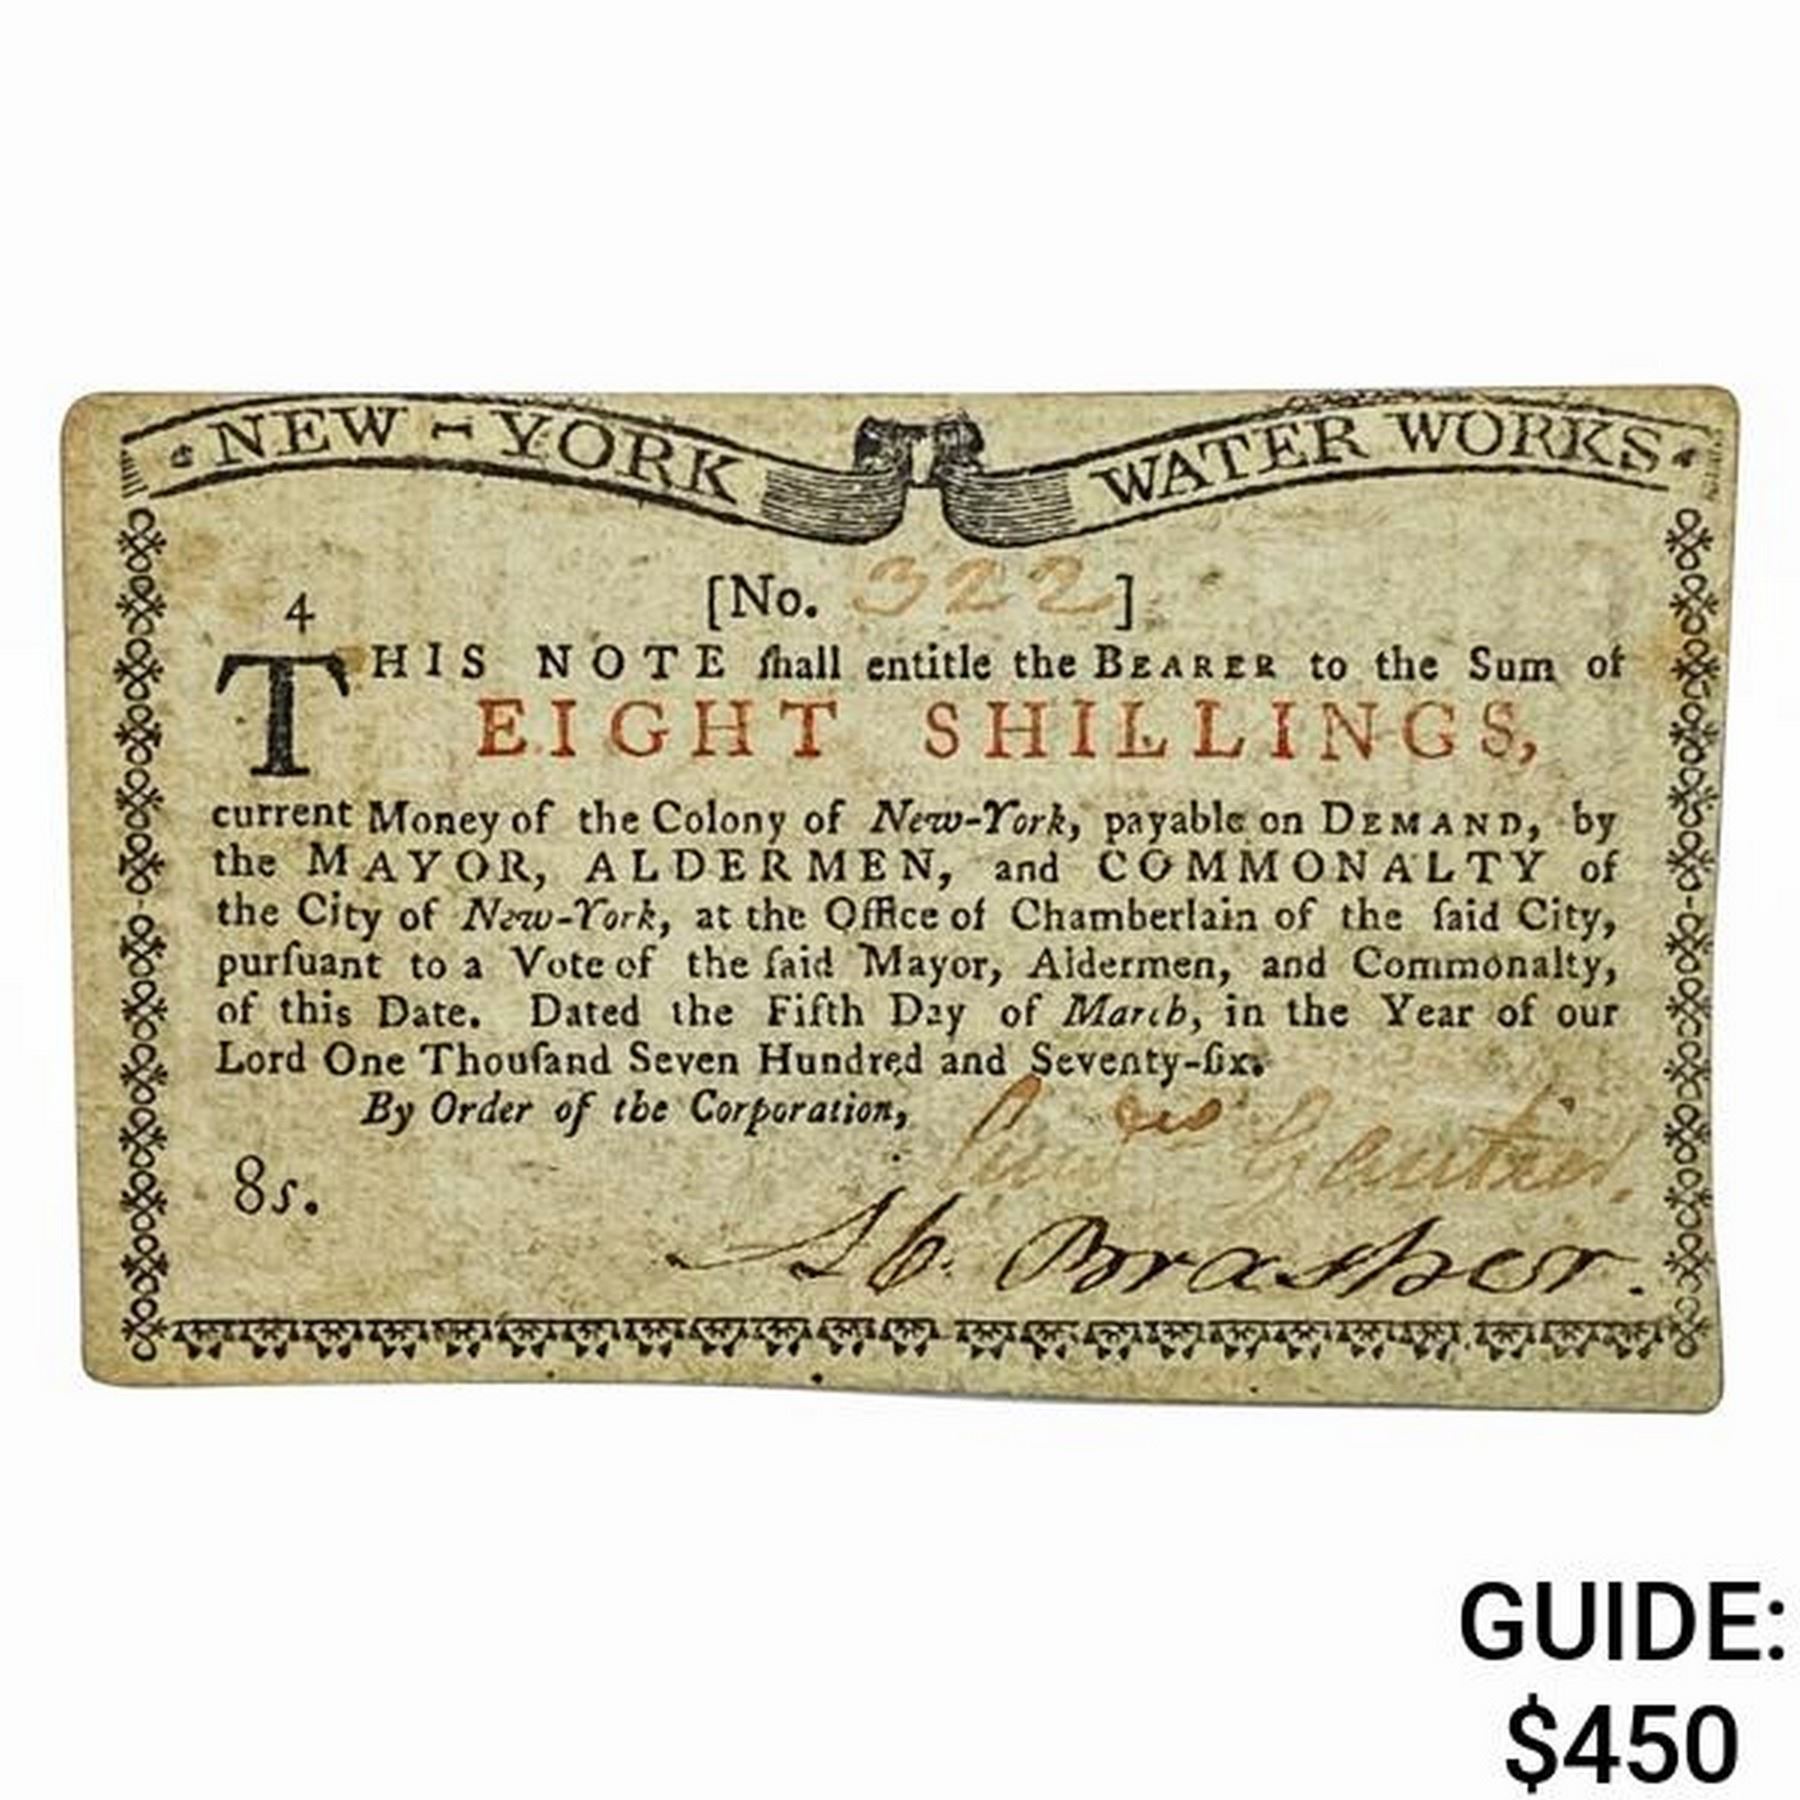 NEW-YORK WATER WORKS
[No. 322]
4
THIS NOTE ſhall entitle the BEARER to the Sum of
EIGHT SHILLINGS,
current Money of the Colony of New-York, payable on DEMAND, by
the MAYOR, ALDERMEN, and COMMONALTY of
the City of New-York, at the Office of Chamberlain of the ſaid City,
purſuant to a Vote of the ſaid Mayor, Aldermen, and Commonalty,
of this Date. Dated the Fifth Day of March, in the Year of our
Lord One Thouſand Seven Hundred and Seventy-ſix.
By Order of the Corporation,
Gautier.
8s.
Brasher.
GUIDE:
$450